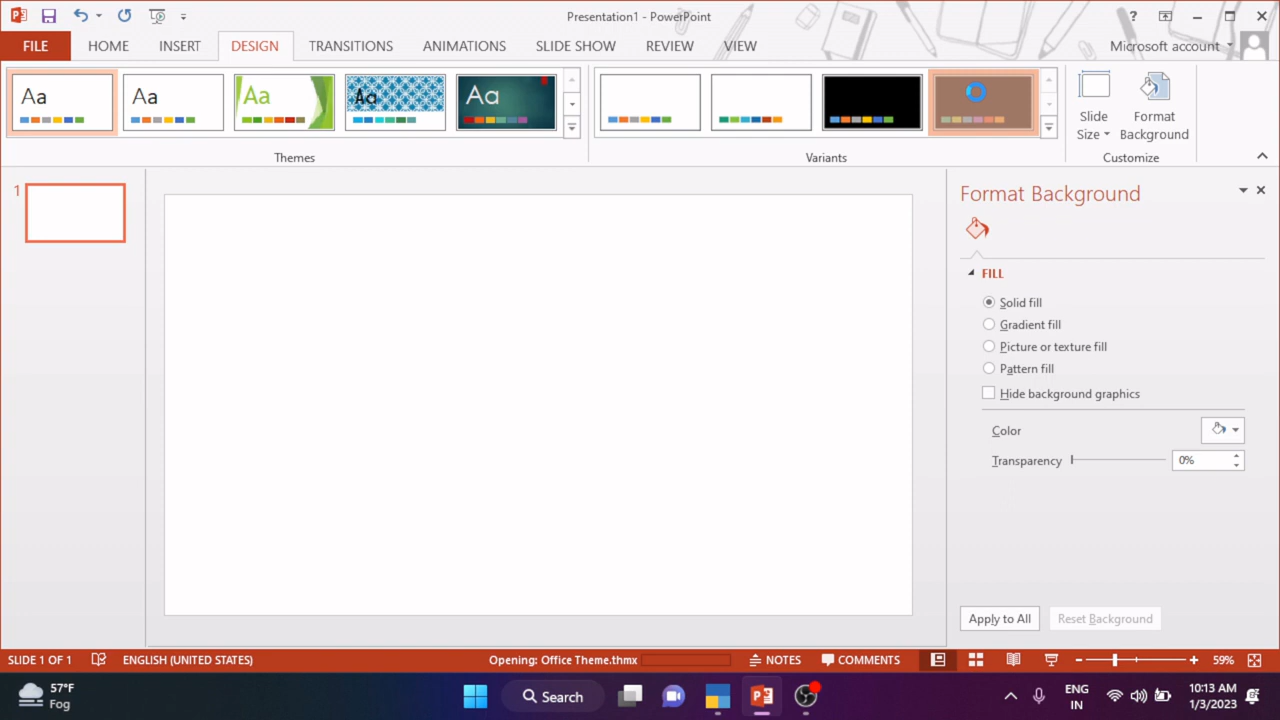 Presentation1 - PowerPoint
?
Microsoft account
FILE HOME INSERT DESIGN TRANSITIONS ANIMATIONS SLIDE SHOW REVIEW VIEW
Aa Aa Aa Aa Aa
Slide Size
Format Background
Themes Variants Customize
1
Format Background
FILL
Solid fill
Gradient fill
Picture or texture fill
Pattern fill
Hide background graphics
Color
Transparency 0%
Apply to All Reset Background
SLIDE 1 OF 1 ENGLISH (UNITED STATES) Opening: Office Theme.thmx NOTES COMMENTS 59%
57°F
Fog
Search
ENG
IN
10:13 AM
1/3/2023